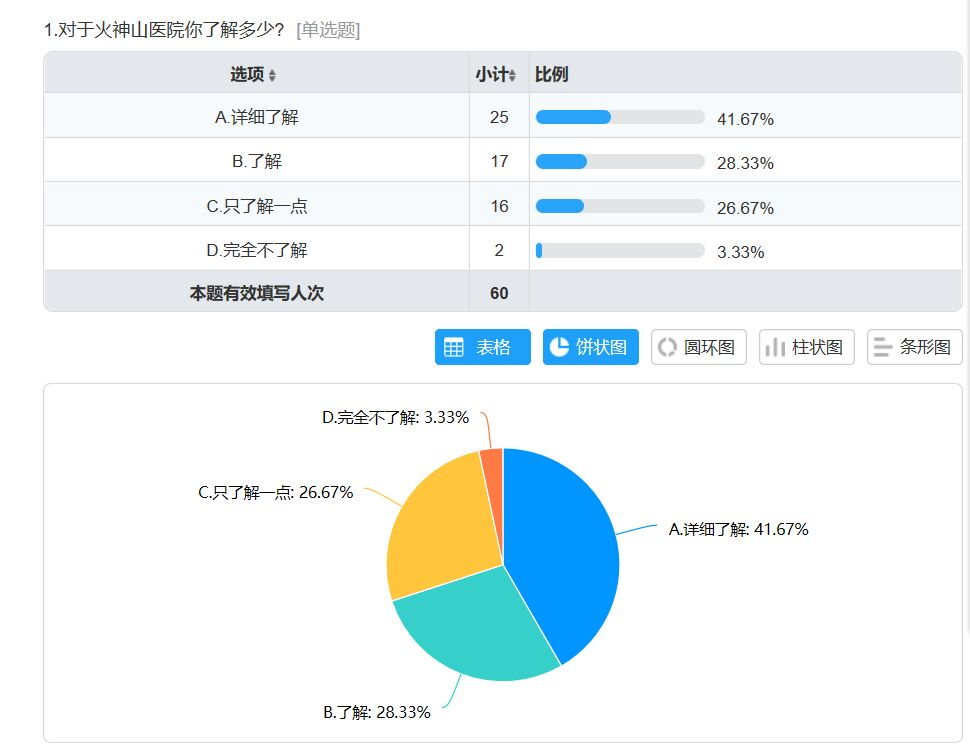 1.对于火神山医院你了解多少? [单选题]
选项 小计 比例
A.详细了解 25 41.67%
B.了解 17 28.33%
C.只了解一点 16 26.67%
D.完全不了解 2 3.33%
本题有效填写人次 60
表格 饼状图 圆环图 柱状图 条形图
D.完全不了解: 3.33%
C.只了解一点: 26.67%
A.详细了解: 41.67%
B.了解: 28.33%